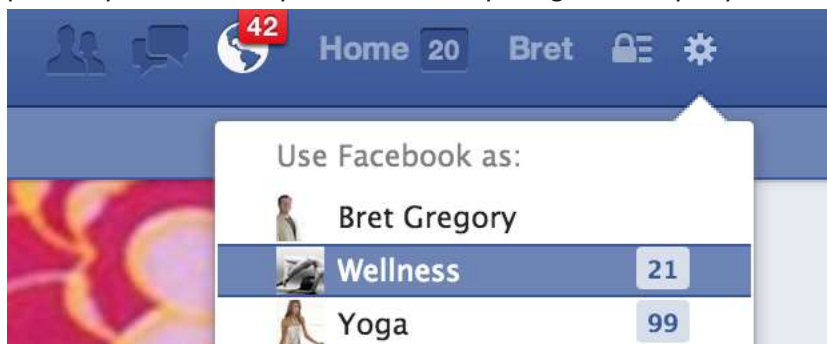 42
Home 20 Bret
Use Facebook as:
Bret Gregory
Wellness 21
Yoga 99